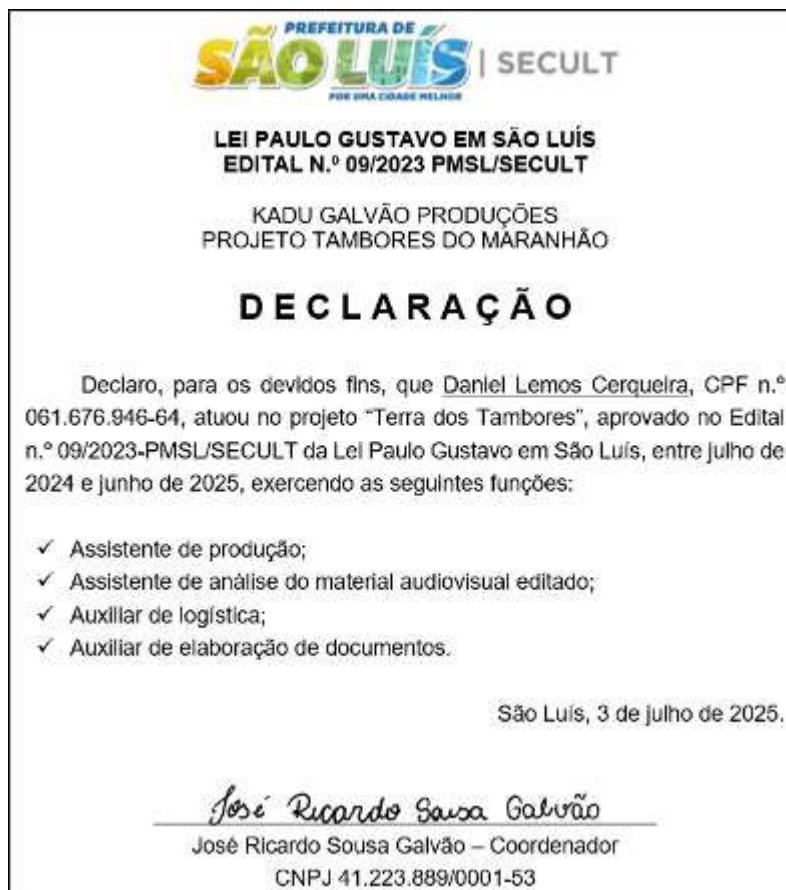 PREFEITURA DE
SÃO LUÍS | SECULT
POR UMA CIDADE MELHOR
LEI PAULO GUSTAVO EM SÃO LUÍS
EDITAL N.º 09/2023 PMSL/SECULT
KADU GALVÃO PRODUÇÕES
PROJETO TAMBORES DO MARANHÃO
DECLARAÇÃO
Declaro, para os devidos fins, que Daniel Lemos Cerqueira, CPF n.º
061.676.946-64, atuou no projeto “Terra dos Tambores”, aprovado no Edital
n.º 09/2023-PMSL/SECULT da Lei Paulo Gustavo em São Luís, entre julho de
2024 e junho de 2025, exercendo as seguintes funções:
✓ Assistente de produção;
✓ Assistente de análise do material audiovisual editado;
✓ Auxiliar de logística;
✓ Auxiliar de elaboração de documentos.
São Luís, 3 de julho de 2025.
José Ricardo Sousa Galvão
José Ricardo Sousa Galvão – Coordenador
CNPJ 41.223.889/0001-53